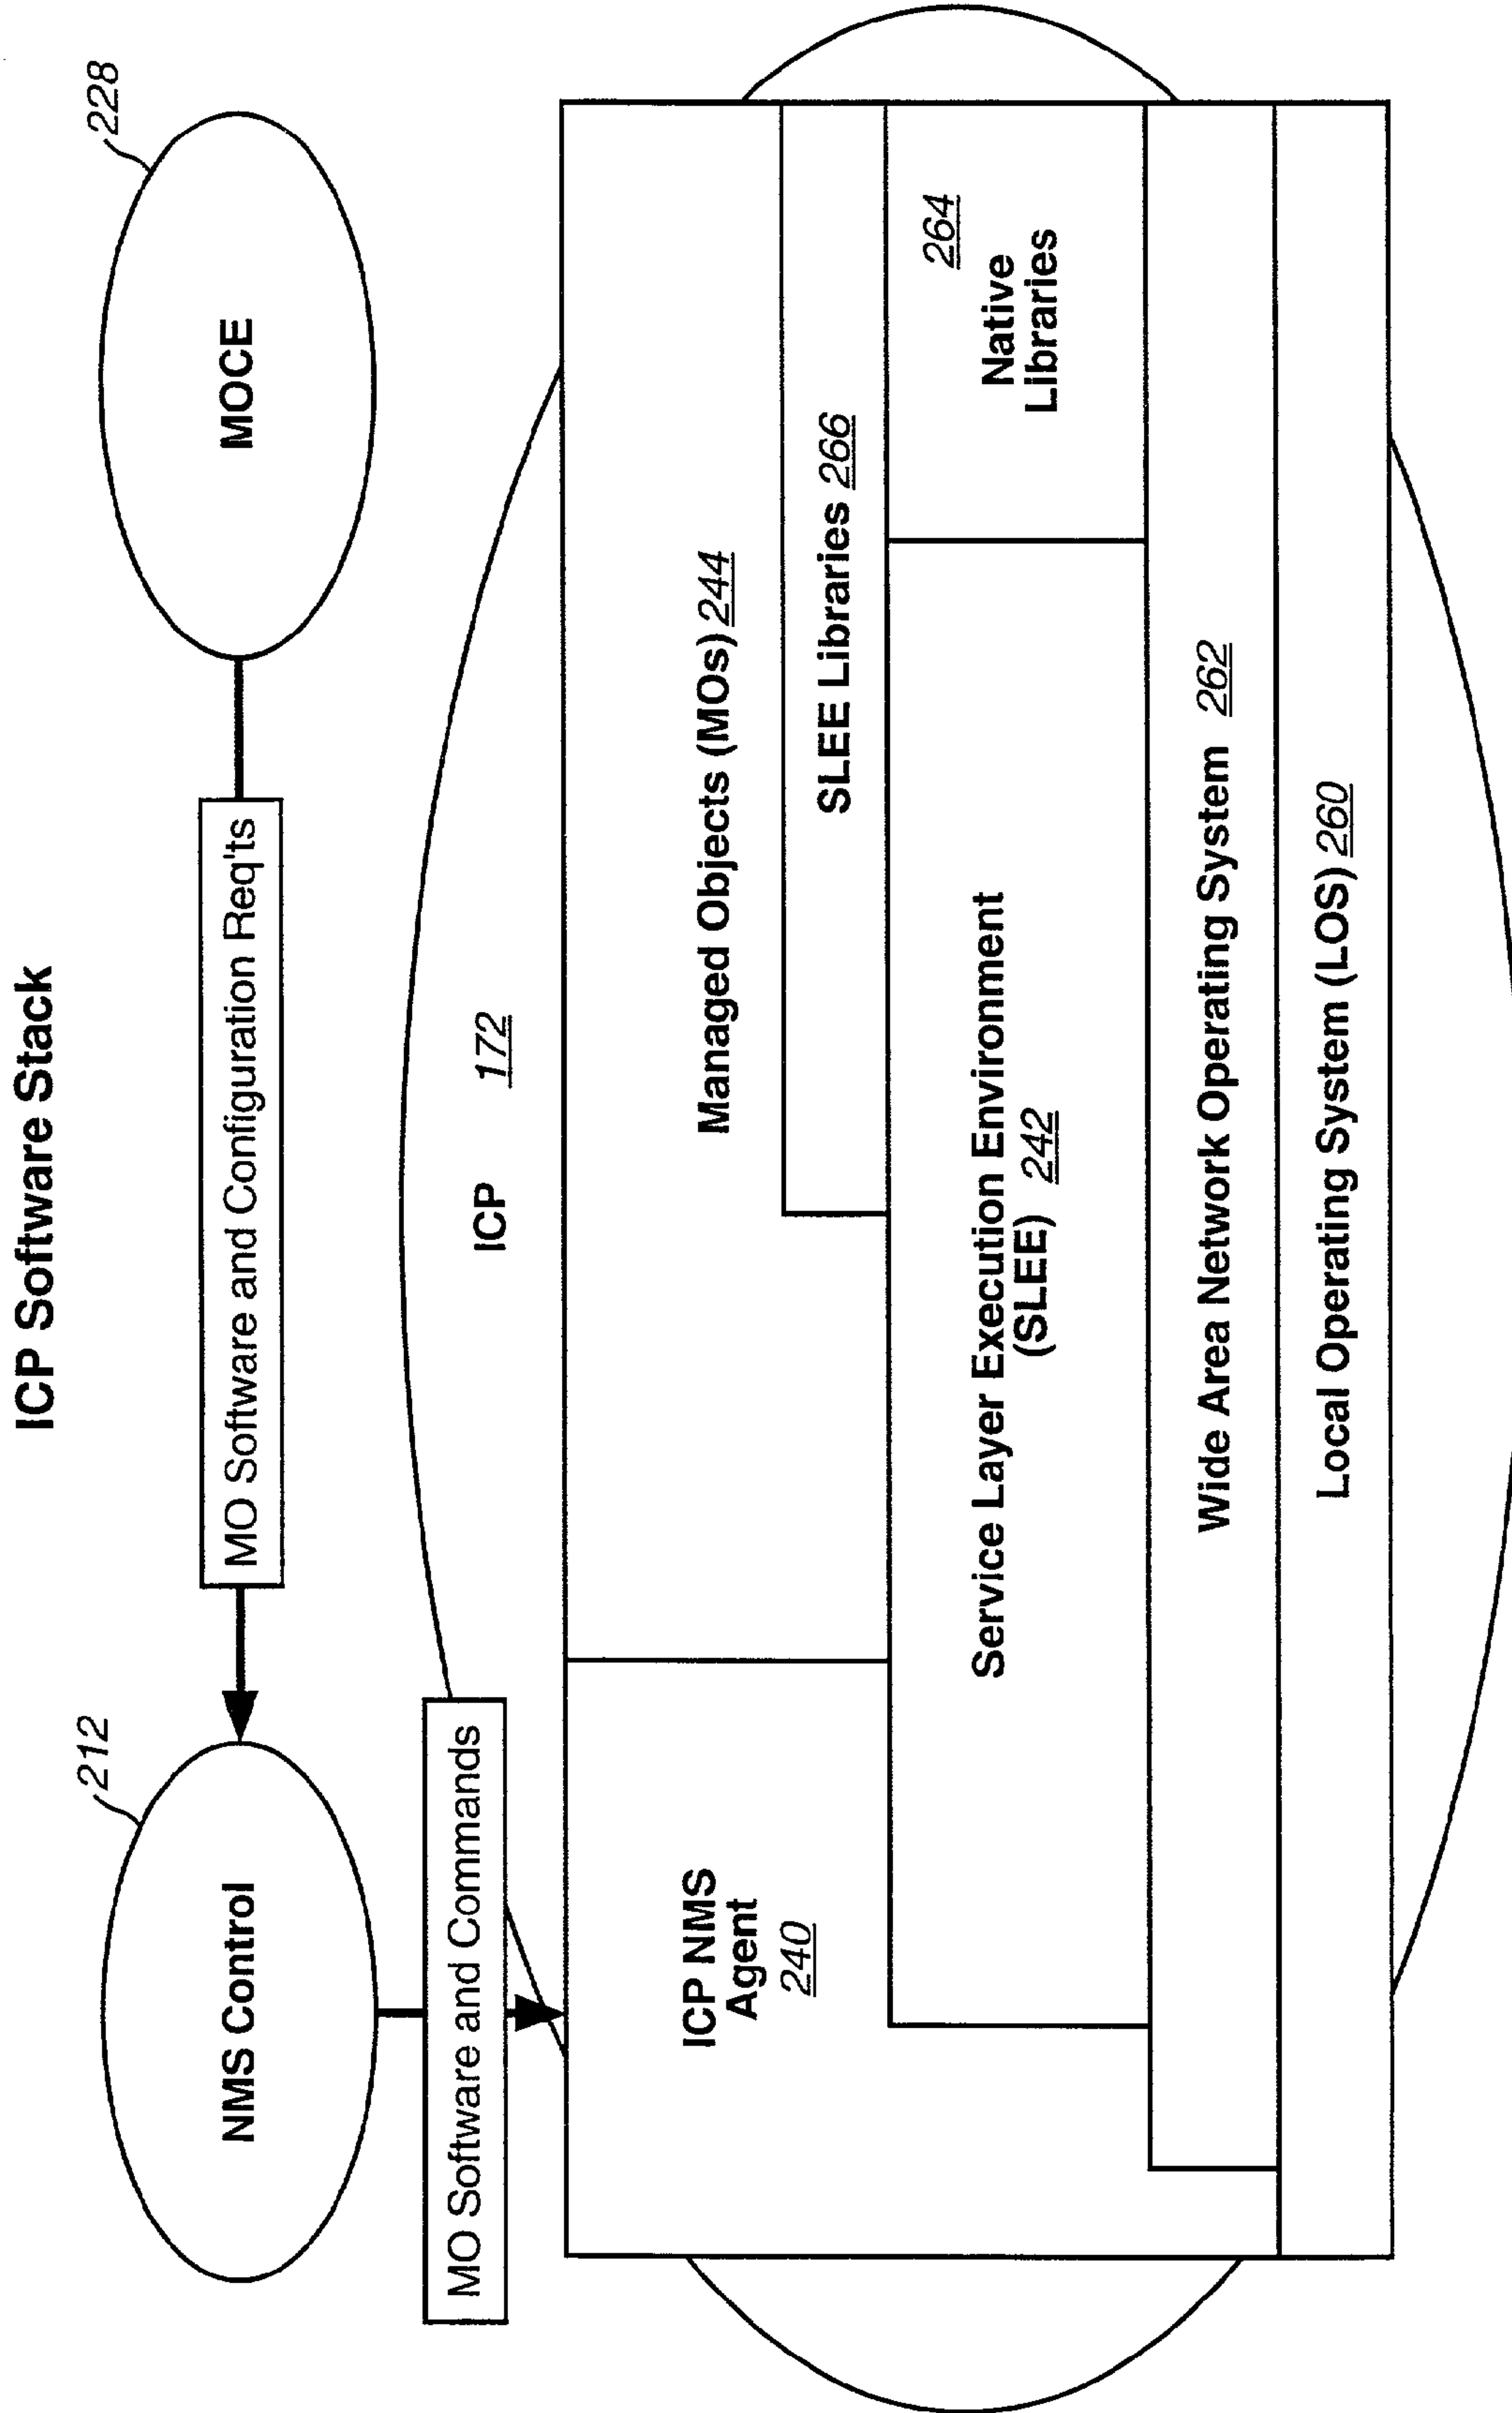 ICP Software Stack
212
NMS Control
MO Software and Configuration Req'ts
228
MOCE
MO Software and Commands
ICP 172
ICP NMS
Agent
240
Managed Objects (MOs) 244
SLEE Libraries 266
Service Layer Execution Environment
(SLEE) 242
264
Native
Libraries
Wide Area Network Operating System 262
Local Operating System (LOS) 260